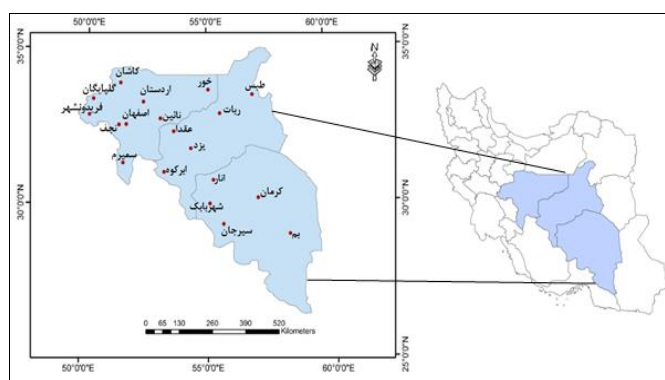 50°0'0"E 55°0'0"E 60°0'0"E
35°0'0"N
35°0'0"N
N
کاشان
گلپایگان
اردستان
خور
طبس
فریدونشهر
اصفهان
نائین
ربات
نجف
عقدا
یزد
سمیرم
ابرکوه
انار
کرمان
شهربابک
سیرجان
بم
30°0'0"N
30°0'0"N
0 65 130 260 390 520
Kilometers
25°0'0"N
50°0'0"E 55°0'0"E 60°0'0"E